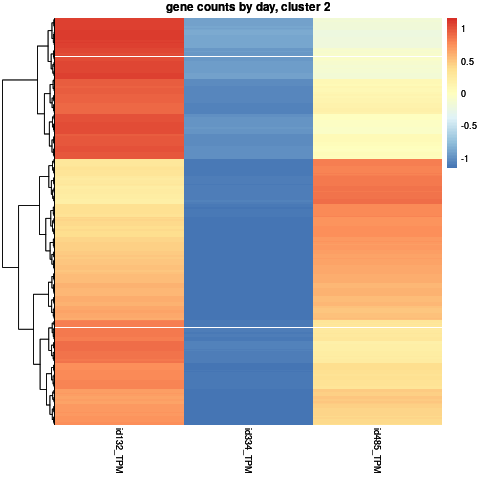 gene counts by day, cluster 2
1
0.5
0
-0.5
-1
id132_TPM
id334_TPM
id485_TPM